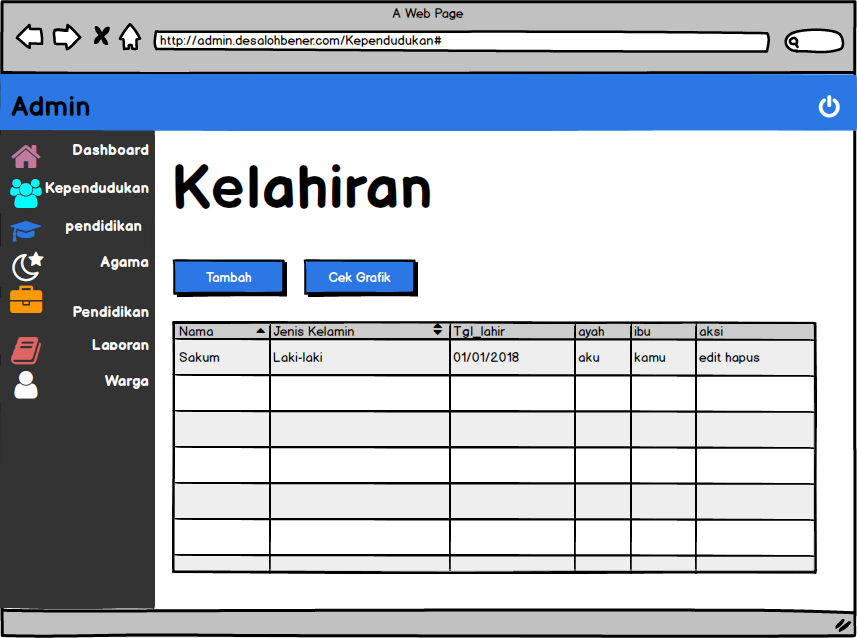 A Web Page
http://admin.desalohbener.com/Kependudukan#
Admin
Dashboard
Kependudukan
pendidikan
Agama
Pendidikan
Laporan
Warga
Kelahiran
Tambah
Cek Grafik
Nama Jenis Kelamin Tgl_lahir ayah ibu aksi
Sakum Laki-laki 01/01/2018 aku kamu edit hapus